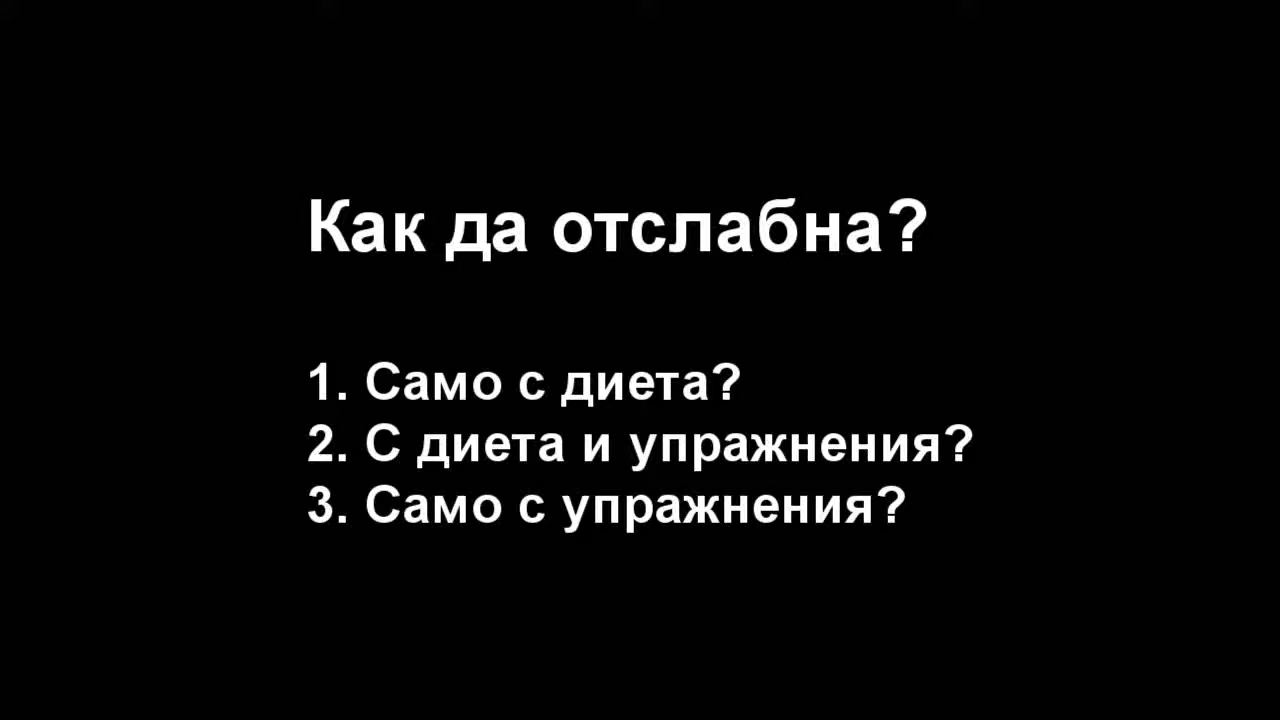 Как да отслабна?
1. Само с диета?
2. С диета и упражнения?
3. Само с упражнения?